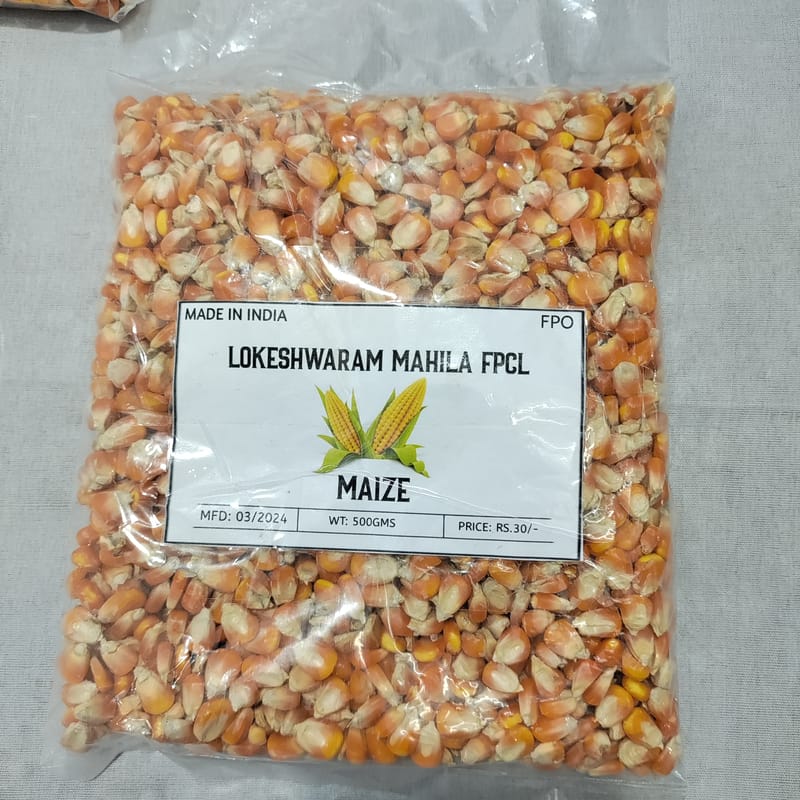 MADE IN INDIA
FPO
LOKESHWARAM MAHILA FPCL
MAIZE
MFD: 03/2024
WT: 500GMS
PRICE: RS.30/-